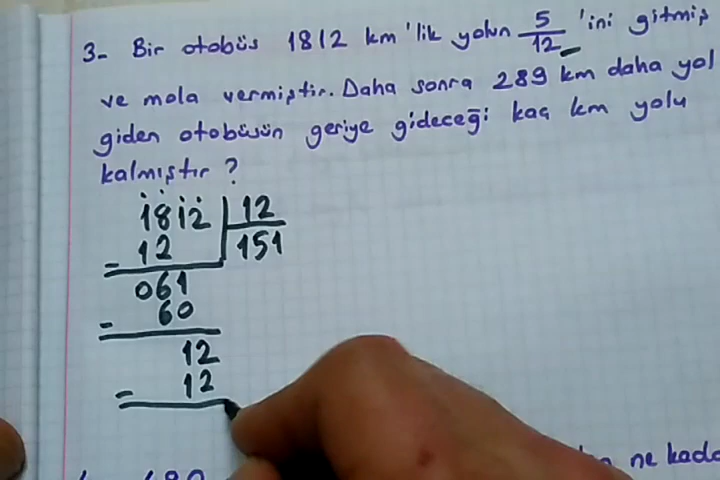 3- Bir otobüs 1812 km'lik yolun 5/12 'ini gitmiş
ve mola vermiştir. Daha sonra 289 km daha yol
giden otobüsün geriye gideceği kaç km yolu
kalmıştır ?
1812 | 12
- 12 151
061
- 60
12
- 12
ne kada